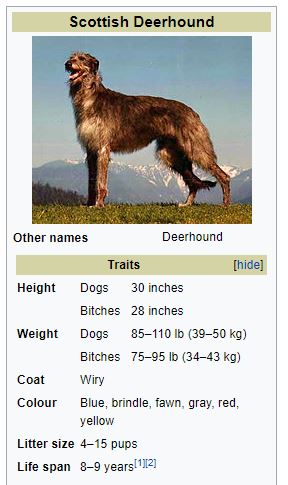 Scottish Deerhound
Other names Deerhound
Traits [hide]
Height Dogs 30 inches
Bitches 28 inches
Weight Dogs 85–110 lb (39–50 kg)
Bitches 75–95 lb (34–43 kg)
Coat Wiry
Colour Blue, brindle, fawn, gray, red,
yellow
Litter size 4–15 pups
Life span 8–9 years[1][2]